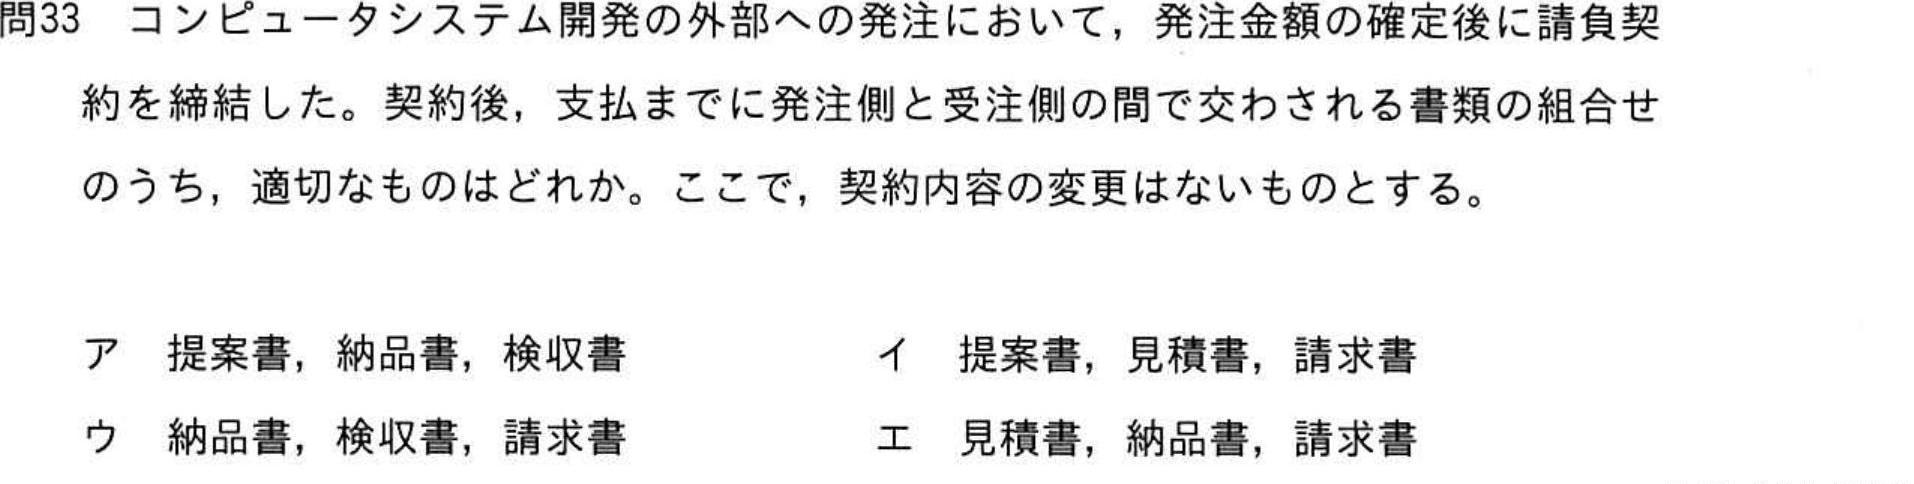 問33 コンピュータシステム開発の外部への発注において，発注金額の確定後に請負契
約を締結した。契約後，支払までに発注側と受注側の間で交わされる書類の組合せ
のうち，適切なものはどれか。ここで，契約内容の変更はないものとする。
ア 提案書，納品書，検収書 イ 提案書，見積書，請求書
ウ 納品書，検収書，請求書 エ 見積書，納品書，請求書